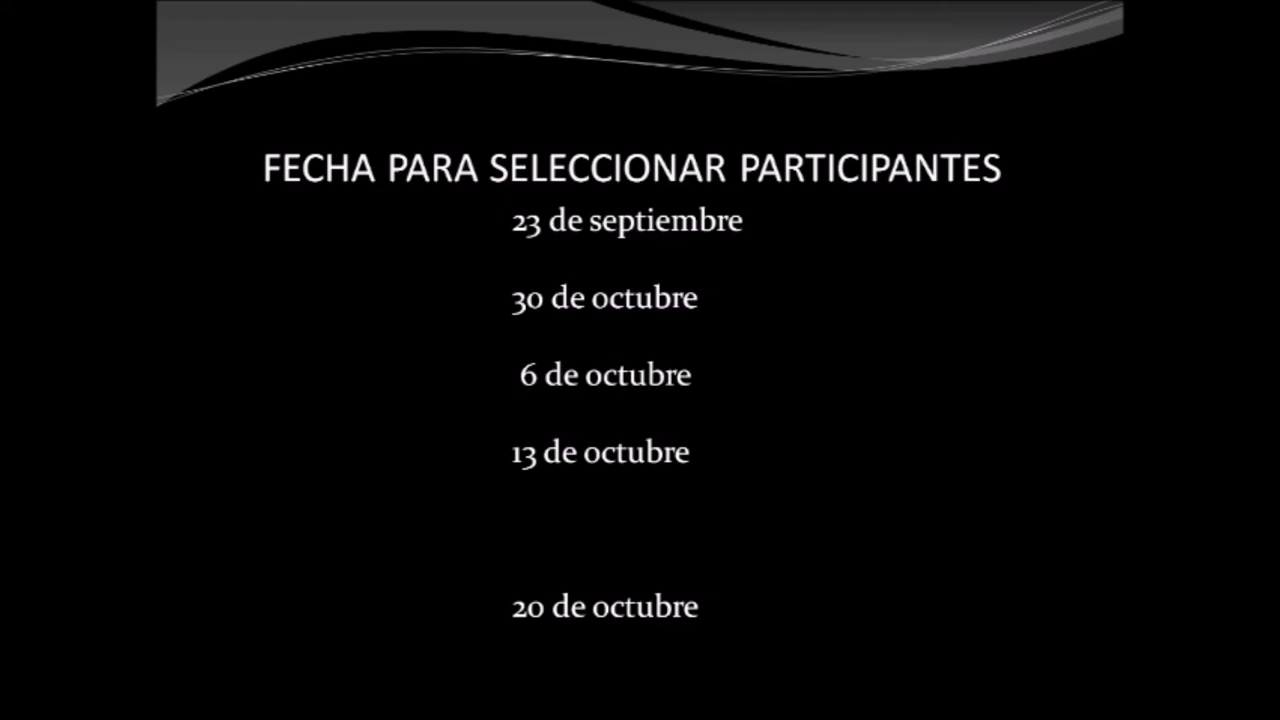 FECHA PARA SELECCIONAR PARTICIPANTES
23 de septiembre
30 de octubre
6 de octubre
13 de octubre
20 de octubre